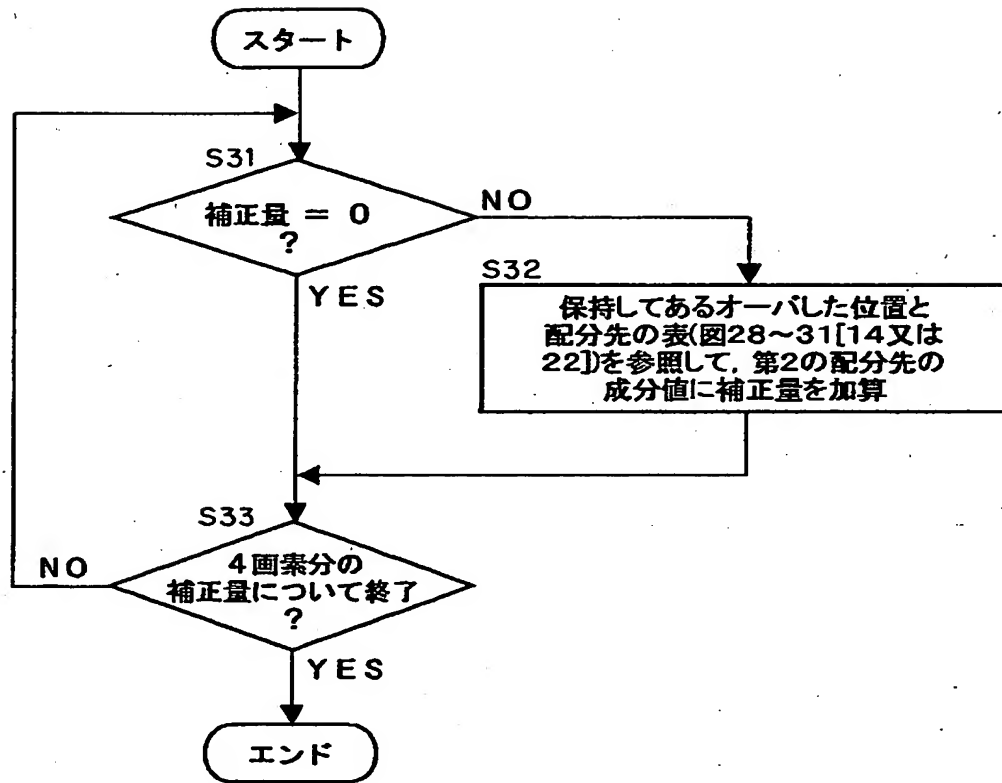 スタート
S31
補正量 = 0
?
NO
YES
S32
保持してあるオーバした位置と
配分先の表(図28~31[14又は
22])を参照して, 第2の配分先の
成分値に補正量を加算
S33
4画素分の
補正量について終了
?
NO
YES
エンド